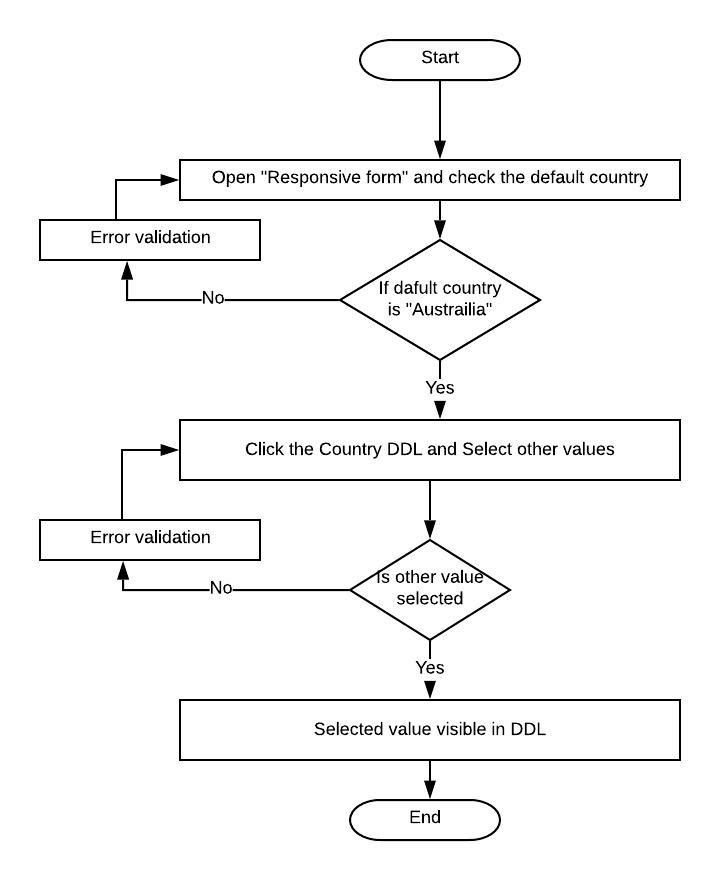 Start
Open "Responsive form" and check the default country
Error validation
If dafult country
is "Austrailia"
No
Yes
Click the Country DDL and Select other values
Error validation
Is other value
selected
No
Yes
Selected value visible in DDL
End